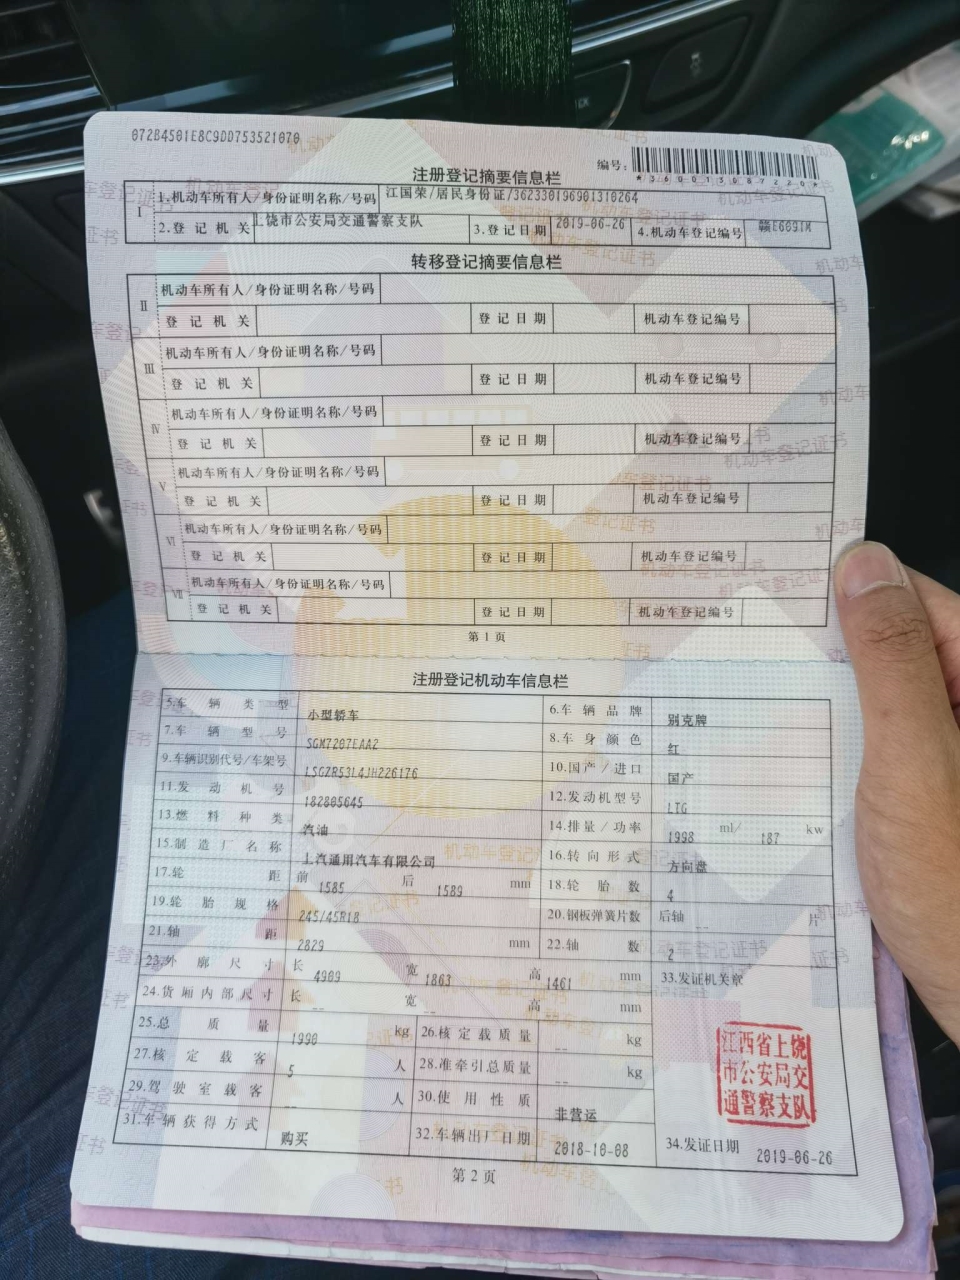 072B4501E8C9DD753521070
编号:
*360013087220*
注册登记摘要信息栏
I 1.机动车所有人/身份证明名称/号码 江国荣/居民身份证/362330196901310264
2.登记机关 上饶市公安局交通警察支队 3.登记日期 2019-06-26 4.机动车登记编号
转移登记摘要信息栏
II 机动车所有人/身份证明名称/号码
登记机关 登记日期 机动车登记编号
III 机动车所有人/身份证明名称/号码
登记机关 登记日期 机动车登记编号
IV 机动车所有人/身份证明名称/号码
登记机关 登记日期 机动车登记编号
V 机动车所有人/身份证明名称/号码
登记机关 登记日期 机动车登记编号
VI 机动车所有人/身份证明名称/号码
登记机关 登记日期 机动车登记编号
VII 机动车所有人/身份证明名称/号码
登记机关 登记日期 机动车登记编号
第1页
注册登记机动车信息栏
5.车辆类型 小型轿车 6.车辆品牌 别克牌
7.车辆型号 SGM7207EAA2 8.车身颜色 红
9.车辆识别代号/车架号 LSGZR53L4JH226176 10.国产/进口 国产
11.发动机号 182805645 12.发动机型号 LTG
13.燃料种类 汽油 14.排量/功率 1998 ml/ 187 kw
15.制造厂名称 上汽通用汽车有限公司 16.转向形式 方向盘
17.轮距 前 1585 后 1589 mm 18.轮胎数 4
19.轮胎规格 245/45R18 20.钢板弹簧片数 后轴 -- 片
21.轴距 2829 mm 22.轴数 2
23.外廓尺寸 长 4909 宽 1863 高 1461 mm 33.发证机关章
24.货厢内部尺寸 长 -- 宽 -- 高 -- mm
25.总质量 1990 kg 26.核定载质量 -- kg
27.核定载客 5 人 28.准牵引总质量 -- kg
29.驾驶室载客 -- 人 30.使用性质 非营运
31.车辆获得方式 购买 32.车辆出厂日期 2018-10-08 34.发证日期 2019-06-26
江西省上饶
市公安局交
通警察支队
第2页